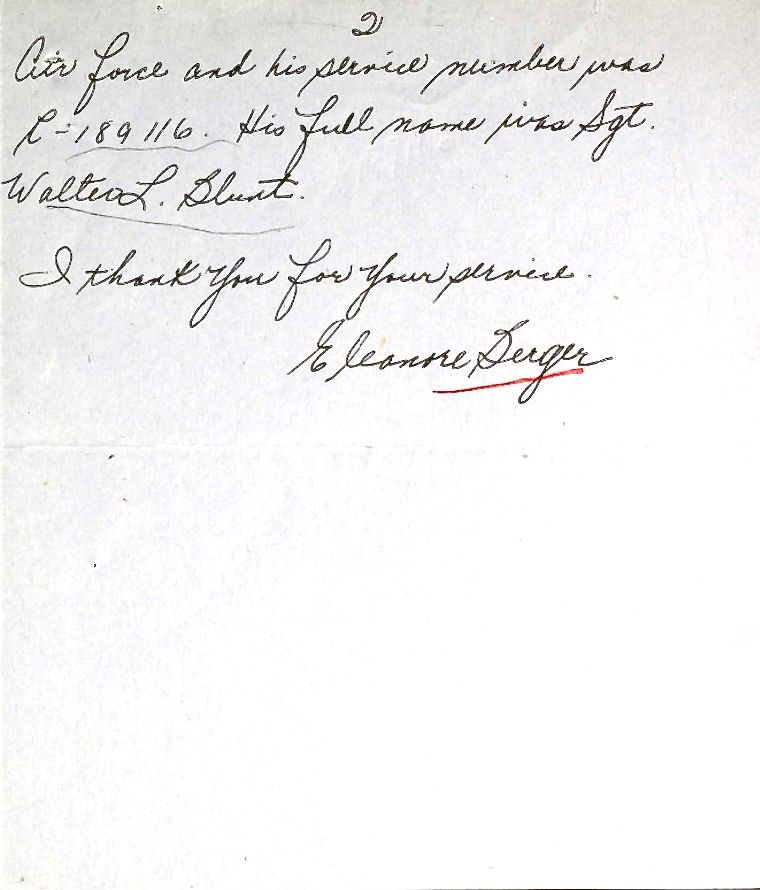 2
Air force and his service number was
R-189116. His full name was Sgt.
Walter L. Blunt.
I thank you for your service.
Eleanore Derger